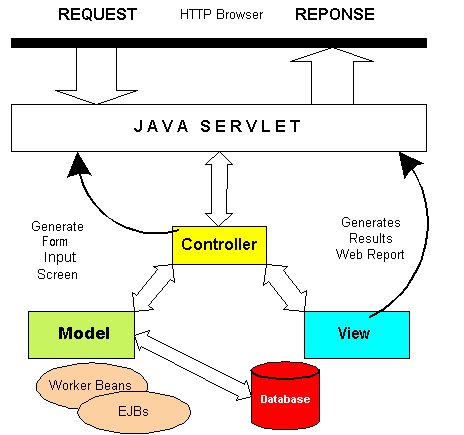 REQUEST
HTTP Browser
REPONSE
JAVA SERVLET
Generate
Form
Input
Screen
Generates
Results
Web Report
Controller
Model
View
Worker Beans
EJBs
Database